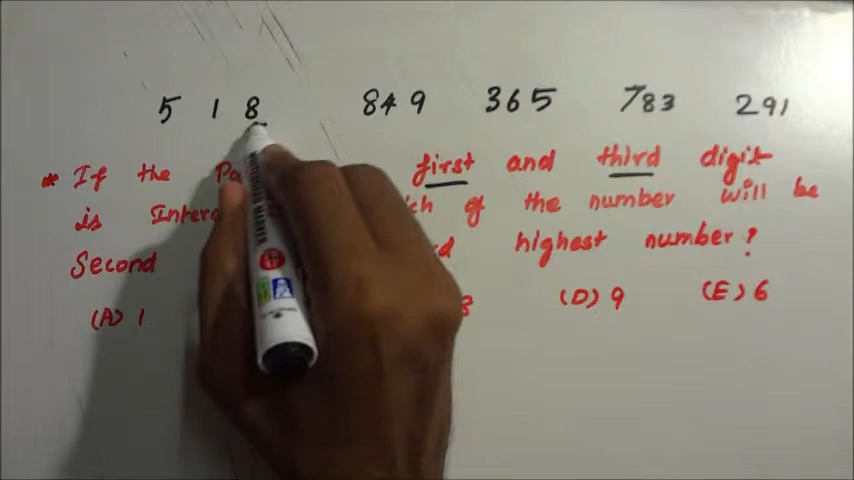 5 1 8 849 365 783 291
* If the first and third digit
is of the number will be
Second highest number?
(A) 1 (D) 9 (E) 6